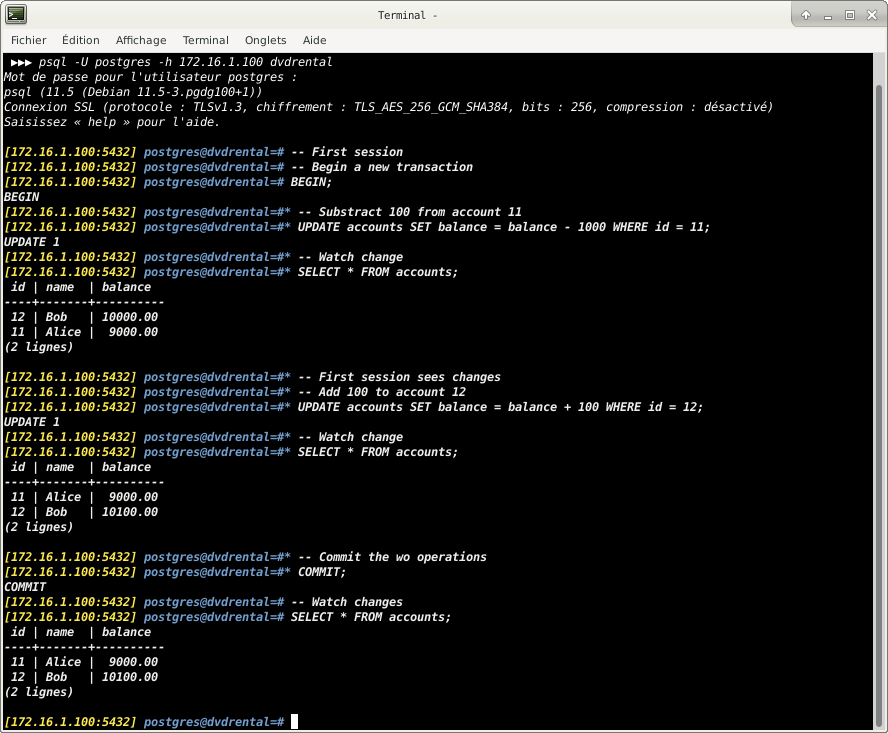 Terminal -
Fichier Édition Affichage Terminal Onglets Aide
▶▶▶ psql -U postgres -h 172.16.1.100 dvdrental
Mot de passe pour l'utilisateur postgres :
psql (11.5 (Debian 11.5-3.pgdg100+1))
Connexion SSL (protocole : TLSv1.3, chiffrement : TLS_AES_256_GCM_SHA384, bits : 256, compression : désactivé)
Saisissez « help » pour l'aide.

[172.16.1.100:5432] postgres@dvdrental=# -- First session
[172.16.1.100:5432] postgres@dvdrental=# -- Begin a new transaction
[172.16.1.100:5432] postgres@dvdrental=# BEGIN;
BEGIN
[172.16.1.100:5432] postgres@dvdrental=#* -- Substract 100 from account 11
[172.16.1.100:5432] postgres@dvdrental=#* UPDATE accounts SET balance = balance - 1000 WHERE id = 11;
UPDATE 1
[172.16.1.100:5432] postgres@dvdrental=#* -- Watch change
[172.16.1.100:5432] postgres@dvdrental=#* SELECT * FROM accounts;
 id | name  | balance
----+-------+----------
 12 | Bob   | 10000.00
 11 | Alice |  9000.00
(2 lignes)

[172.16.1.100:5432] postgres@dvdrental=#* -- First session sees changes
[172.16.1.100:5432] postgres@dvdrental=#* -- Add 100 to account 12
[172.16.1.100:5432] postgres@dvdrental=#* UPDATE accounts SET balance = balance + 100 WHERE id = 12;
UPDATE 1
[172.16.1.100:5432] postgres@dvdrental=#* -- Watch change
[172.16.1.100:5432] postgres@dvdrental=#* SELECT * FROM accounts;
 id | name  | balance
----+-------+----------
 11 | Alice |  9000.00
 12 | Bob   | 10100.00
(2 lignes)

[172.16.1.100:5432] postgres@dvdrental=#* -- Commit the wo operations
[172.16.1.100:5432] postgres@dvdrental=#* COMMIT;
COMMIT
[172.16.1.100:5432] postgres@dvdrental=# -- Watch changes
[172.16.1.100:5432] postgres@dvdrental=# SELECT * FROM accounts;
 id | name  | balance
----+-------+----------
 11 | Alice |  9000.00
 12 | Bob   | 10100.00
(2 lignes)

[172.16.1.100:5432] postgres@dvdrental=#